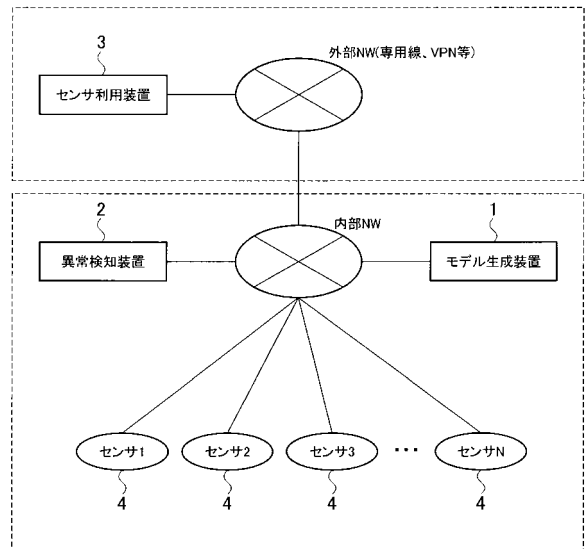 外部NW(専用線、VPN等)
3
センサ利用装置
内部NW
2
1
異常検知装置
モデル生成装置
センサ1
センサ2
センサ3
・・・
センサN
4
4
4
4